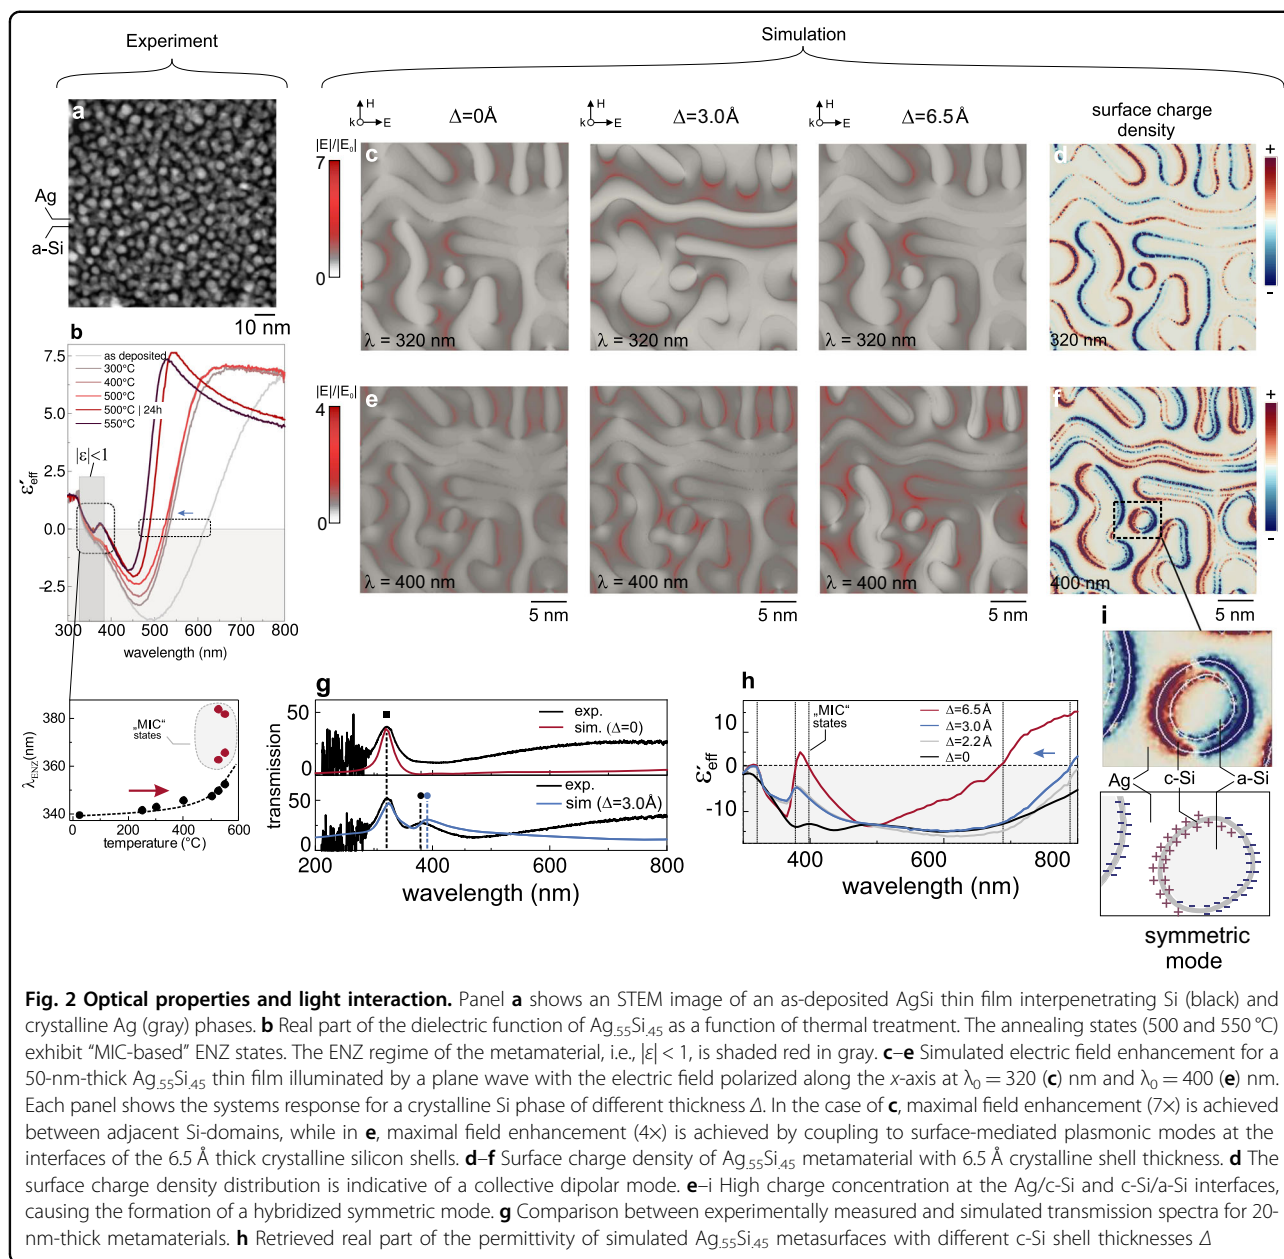 Experiment
Simulation
a
Ag
a-Si
10 nm
H
k
E
Δ=0Å
H
k
E
Δ=3.0Å
H
k
E
Δ=6.5Å
surface charge
density
|E|/|E₀|
7
0
c
λ = 320 nm
λ = 320 nm
λ = 320 nm
d
320 nm
+
-
b
7.5
5.0
2.5
0.0
-2.5
ε′eff
as deposited
300°C
400°C
500°C
500°C | 24h
550°C
|ε|<1
300 400 500 600 700 800
wavelength (nm)
|E|/|E₀|
4
0
e
λ = 400 nm
λ = 400 nm
λ = 400 nm
5 nm
5 nm
5 nm
f
400 nm
5 nm
+
-
380
360
340
λENZ(nm)
„MIC“
states
0 100 200 300 400 500 600
temperature (°C)
g
transmission
50
0
50
0
exp.
sim. (Δ=0)
exp.
sim (Δ=3.0Å)
200 400 600 800
wavelength (nm)
h
10
0
-10
ε′eff
„MIC“
states
Δ=6.5Å
Δ=3.0Å
Δ=2.2Å
Δ=0
400 600 800
wavelength (nm)
i
Ag
c-Si
a-Si
symmetric
mode
Fig. 2 Optical properties and light interaction. Panel a shows an STEM image of an as-deposited AgSi thin film interpenetrating Si (black) and
crystalline Ag (gray) phases. b Real part of the dielectric function of Ag.55Si.45 as a function of thermal treatment. The annealing states (500 and 550 °C)
exhibit “MIC-based” ENZ states. The ENZ regime of the metamaterial, i.e., |ε| < 1, is shaded red in gray. c–e Simulated electric field enhancement for a
50-nm-thick Ag.55Si.45 thin film illuminated by a plane wave with the electric field polarized along the x-axis at λ₀ = 320 (c) nm and λ₀ = 400 (e) nm.
Each panel shows the systems response for a crystalline Si phase of different thickness Δ. In the case of c, maximal field enhancement (7×) is achieved
between adjacent Si-domains, while in e, maximal field enhancement (4×) is achieved by coupling to surface-mediated plasmonic modes at the
interfaces of the 6.5 Å thick crystalline silicon shells. d–f Surface charge density of Ag.55Si.45 metamaterial with 6.5 Å crystalline shell thickness. d The
surface charge density distribution is indicative of a collective dipolar mode. e–i High charge concentration at the Ag/c-Si and c-Si/a-Si interfaces,
causing the formation of a hybridized symmetric mode. g Comparison between experimentally measured and simulated transmission spectra for 20-
nm-thick metamaterials. h Retrieved real part of the permittivity of simulated Ag.55Si.45 metasurfaces with different c-Si shell thicknesses Δ